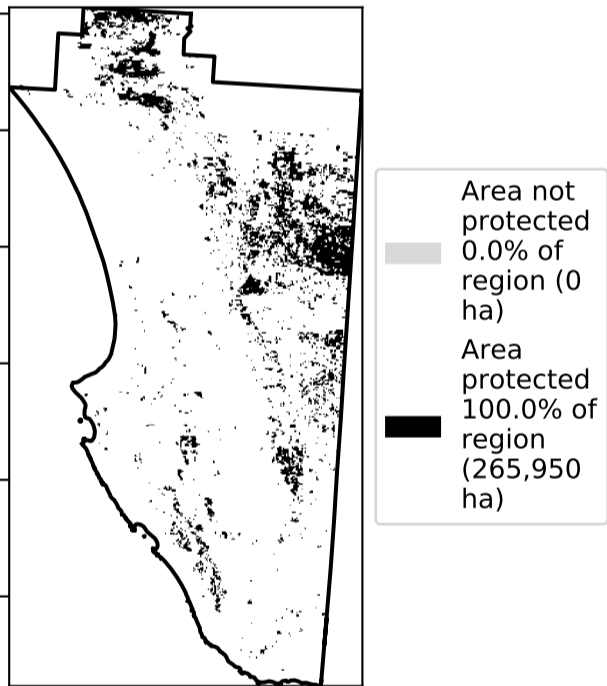 Area not
protected
0.0% of
region (0
ha)
Area
protected
100.0% of
region
(265,950
ha)